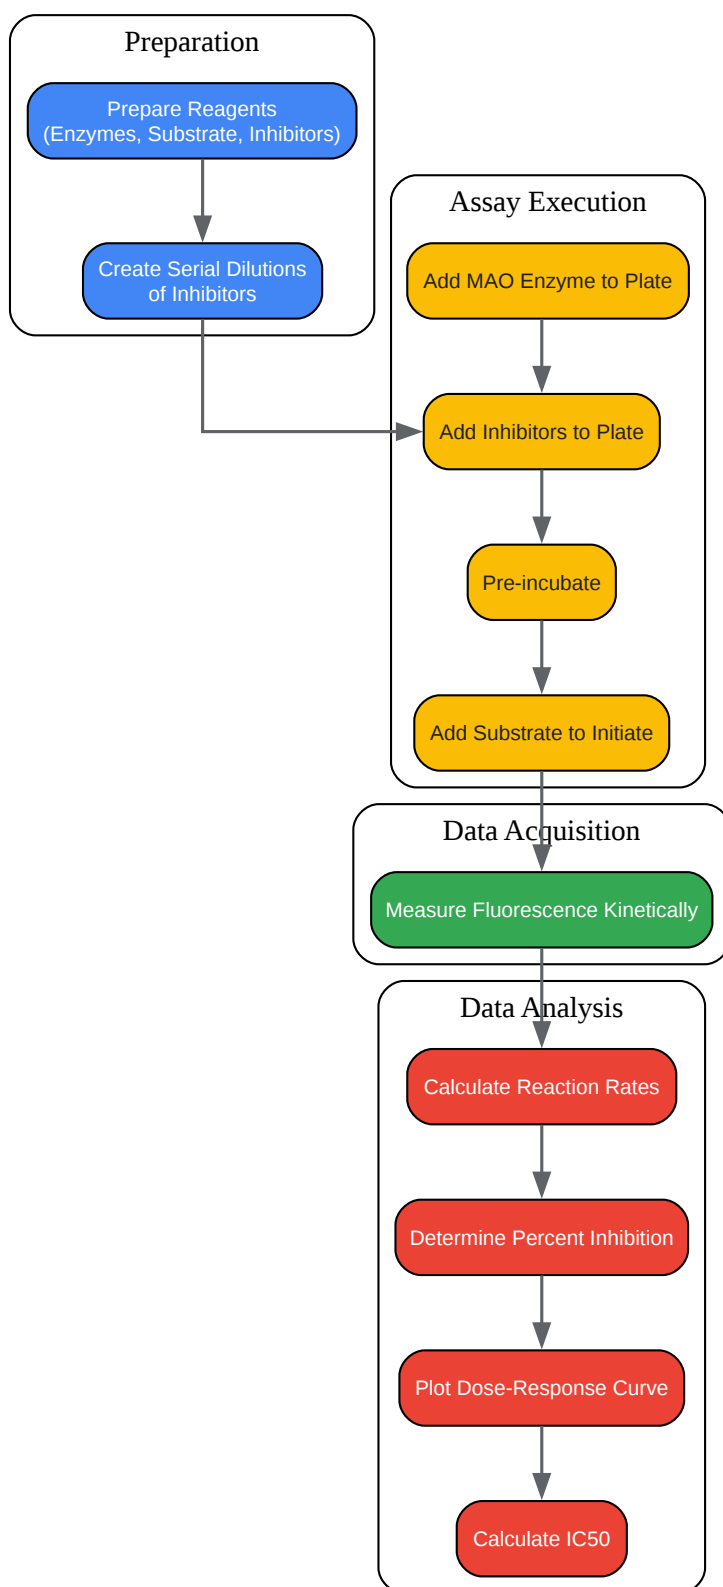 Preparation
Prepare Reagents
(Enzymes, Substrate, Inhibitors)
Create Serial Dilutions
of Inhibitors
Assay Execution
Add MAO Enzyme to Plate
Add Inhibitors to Plate
Pre-incubate
Add Substrate to Initiate
Data Acquisition
Measure Fluorescence Kinetically
Data Analysis
Calculate Reaction Rates
Determine Percent Inhibition
Plot Dose-Response Curve
Calculate IC50